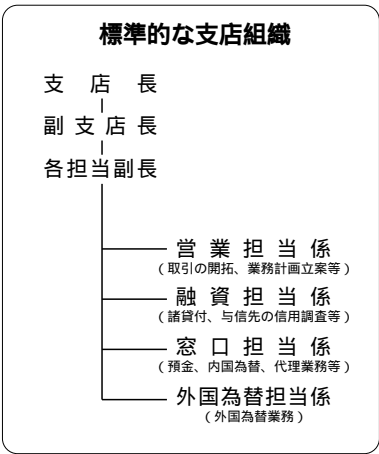 標準的な支店組織
支店長
副支店長
各担当副長
営業担当係
(取引の開拓、業務計画立案等)
融資担当係
(諸貸付、与信先の信用調査等)
窓口担当係
(預金、内国為替、代理業務等)
外国為替担当係
(外国為替業務)